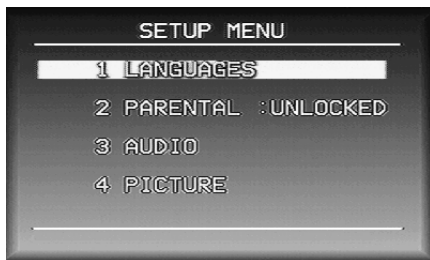 SETUP MENU
1 LANGUAGES
2 PARENTAL :UNLOCKED
3 AUDIO
4 PICTURE